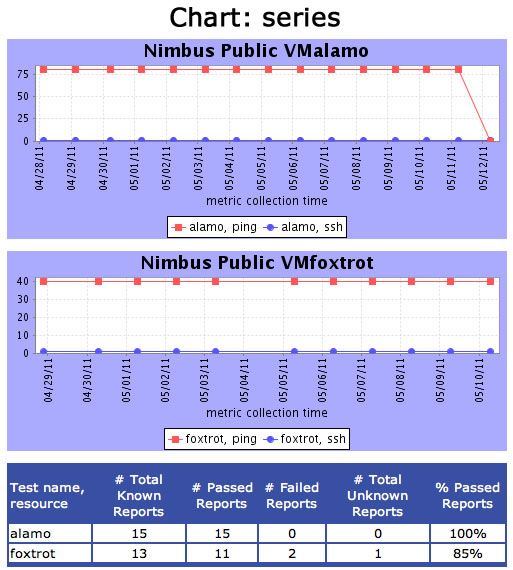 Chart: series
Nimbus Public VMalamo
75
50
25
0
04/28/11 04/29/11 04/30/11 05/01/11 05/02/11 05/03/11 05/04/11 05/05/11 05/06/11 05/07/11 05/08/11 05/09/11 05/10/11 05/11/11 05/12/11
metric collection time
alamo, ping alamo, ssh
Nimbus Public VMfoxtrot
40
30
20
10
0
04/29/11 04/30/11 05/01/11 05/02/11 05/03/11 05/04/11 05/05/11 05/06/11 05/07/11 05/08/11 05/09/11 05/10/11
metric collection time
foxtrot, ping foxtrot, ssh
Test name, resource # Total Known Reports # Passed Reports # Failed Reports # Total Unknown Reports % Passed Reports
alamo 15 15 0 0 100%
foxtrot 13 11 2 1 85%